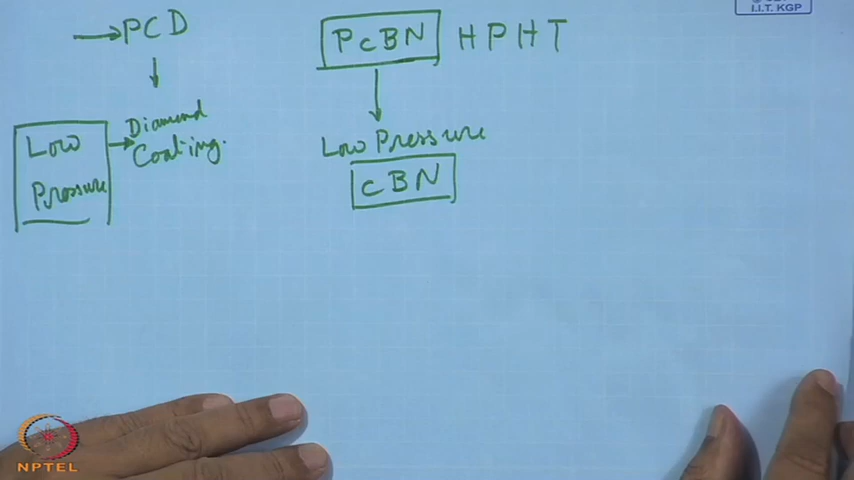 →PCD
PCBN HPHT
Diamond
Coating.
Low
Pressure
Low Pressure
CBN
I.I.T. KGP
NPTEL